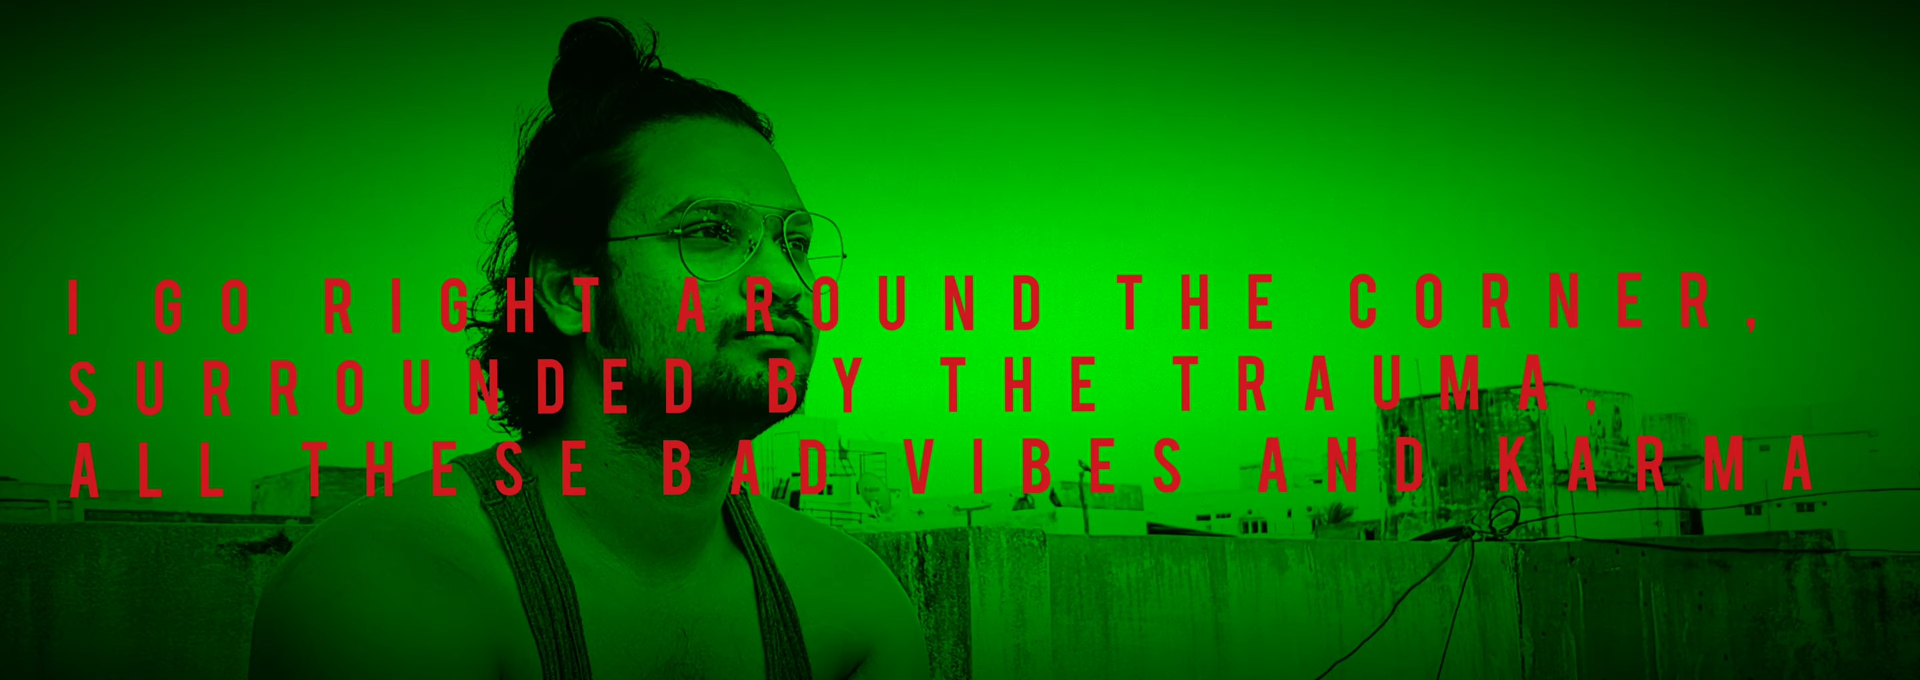 I GO RIGHT AROUND THE CORNER,
SURROUNDED BY THE TRAUMA,
ALL THESE BAD VIBES AND KARMA